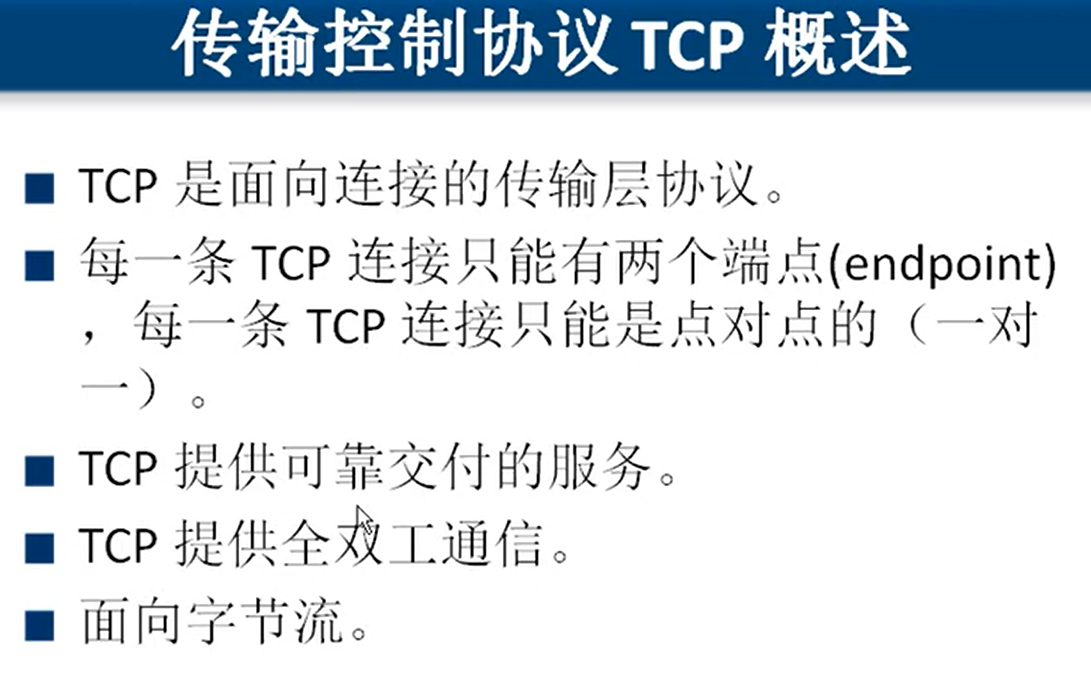 传输控制协议 TCP 概述
TCP 是面向连接的传输层协议。
每一条 TCP 连接只能有两个端点(endpoint)
，每一条 TCP 连接只能是点对点的（一对
一）。
TCP 提供可靠交付的服务。
TCP 提供全双工通信。
面向字节流。